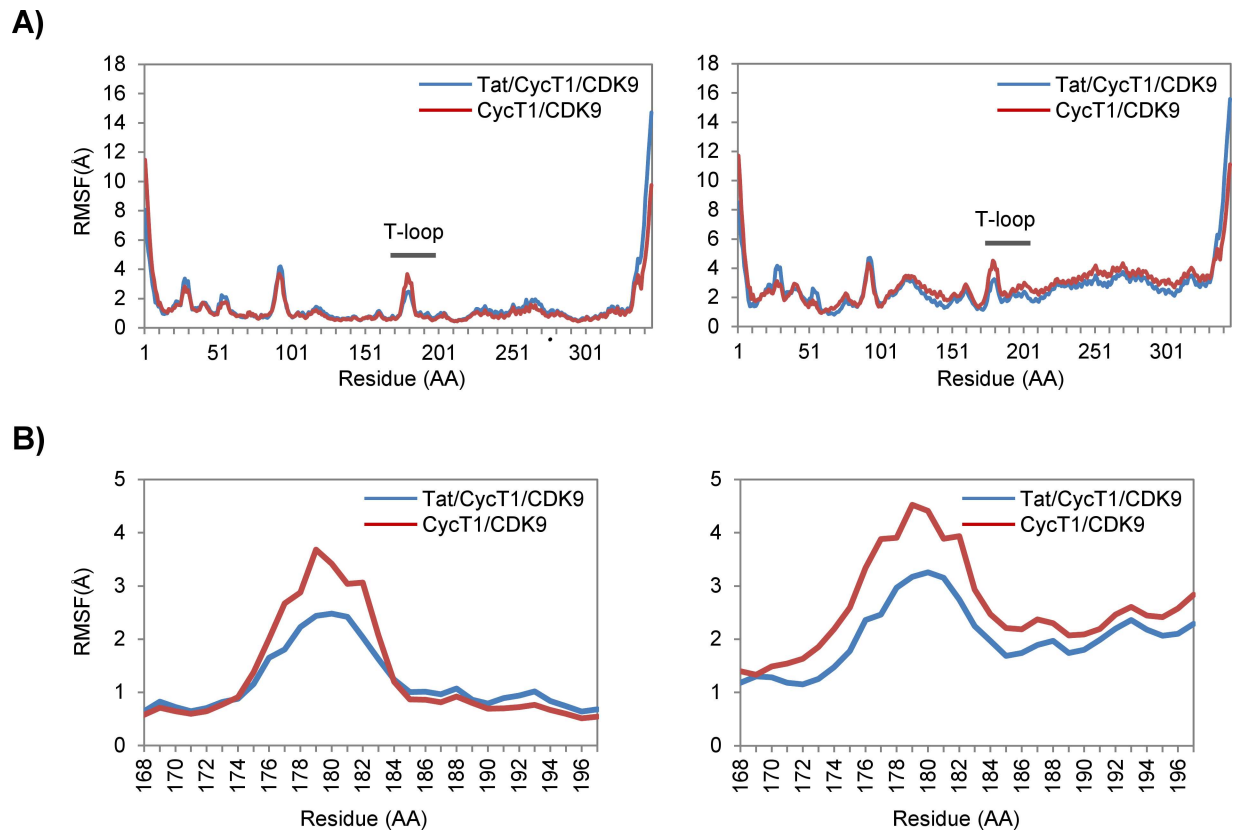 A)
18
16
14
12
10
8
6
4
2
0
RMSF(Å)
Tat/CycT1/CDK9
CycT1/CDK9
T-loop
1 51 101 151 201 251 301
Residue (AA)
18
16
14
12
10
8
6
4
2
0
Tat/CycT1/CDK9
CycT1/CDK9
T-loop
1 51 101 151 201 251 301
Residue (AA)
B)
5
4
3
2
1
0
RMSF(Å)
Tat/CycT1/CDK9
CycT1/CDK9
168 170 172 174 176 178 180 182 184 186 188 190 192 194 196
Residue (AA)
5
4
3
2
1
0
Tat/CycT1/CDK9
CycT1/CDK9
168 170 172 174 176 178 180 182 184 186 188 190 192 194 196
Residue (AA)